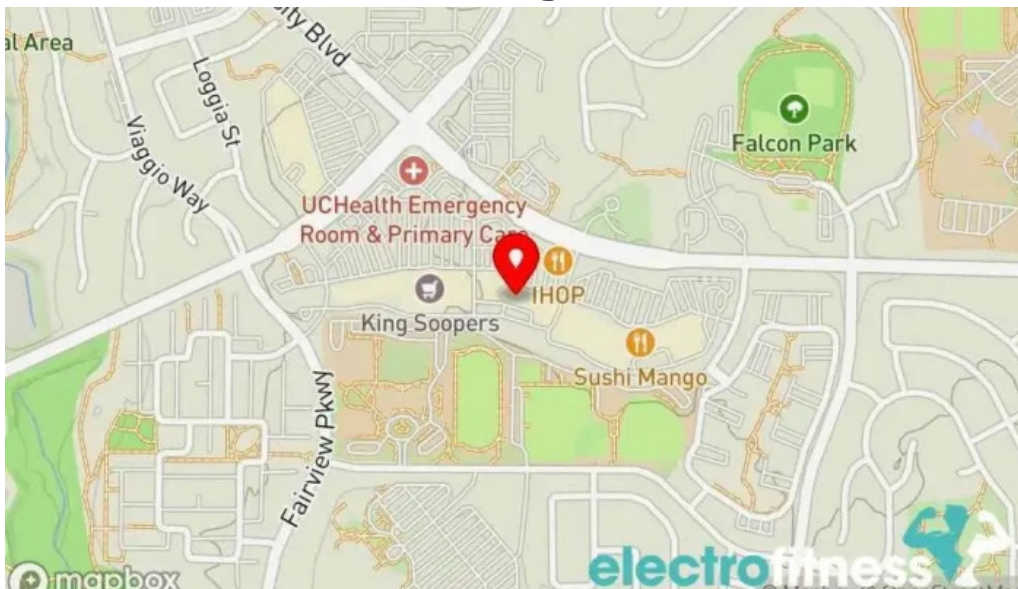 al Area
ity Blvd
Loggia St
Viaggio Way
Falcon Park
UCHealth Emergency
Room & Primary Care
IHOP
King Soopers
Sushi Mango
Fairview Pkwy
electrofitness
mapbox